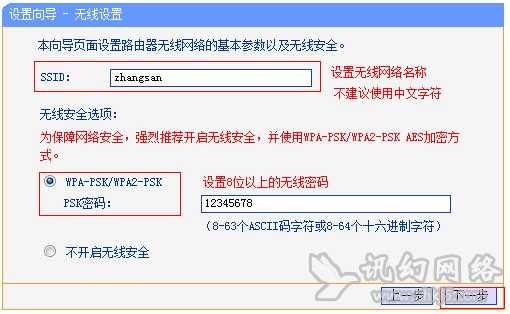 设置向导 - 无线设置
本向导页面设置路由器无线网络的基本参数以及无线安全。
SSID: zhangsan 设置无线网络名称
不建议使用中文字符
无线安全选项:
为保障网络安全，强烈推荐开启无线安全，并使用WPA-PSK/WPA2-PSK AES加密方
式。
WPA-PSK/WPA2-PSK 设置8位以上的无线密码
PSK密码: 12345678
（8-63个ASCII码字符或8-64个十六进制字符）
不开启无线安全
讯幻网络
上一步 下一步